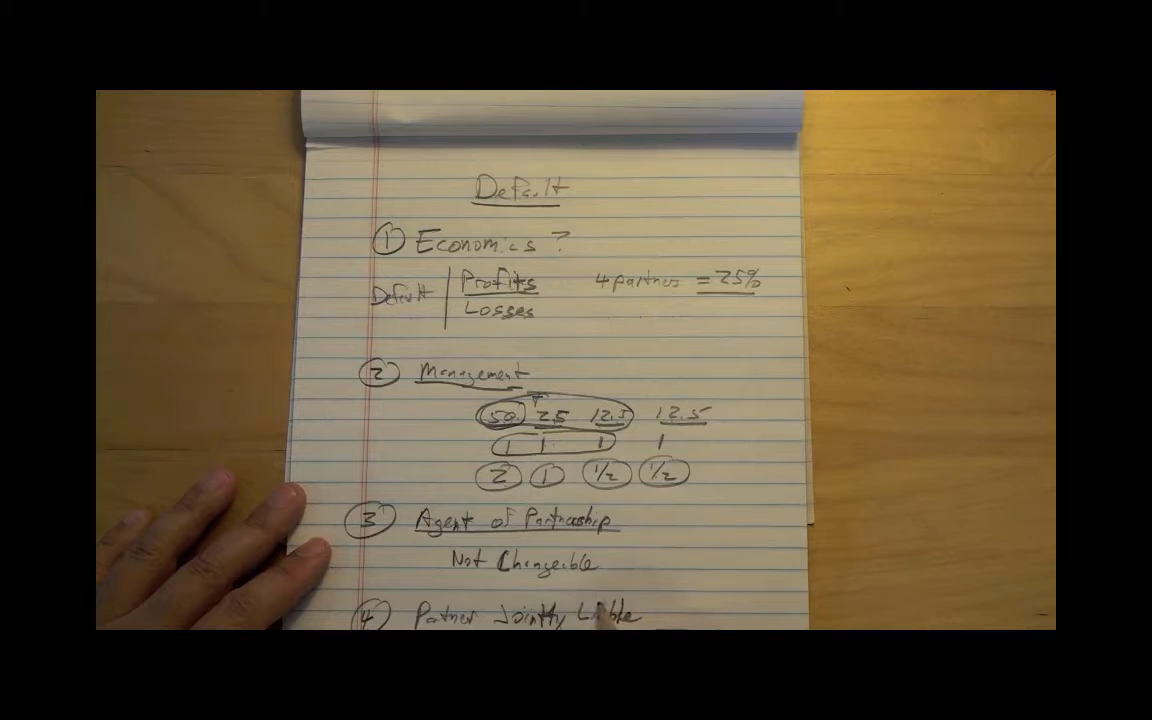 Default
① Economics ?
Default | Profits 4 partner = 25%
Losses
② Management
50 25 12.5 12.5
1 1 1 1
2 1 1/2 1/2
③ Agent of Partnership
Not Changeable
④ Partner Jointly Liable